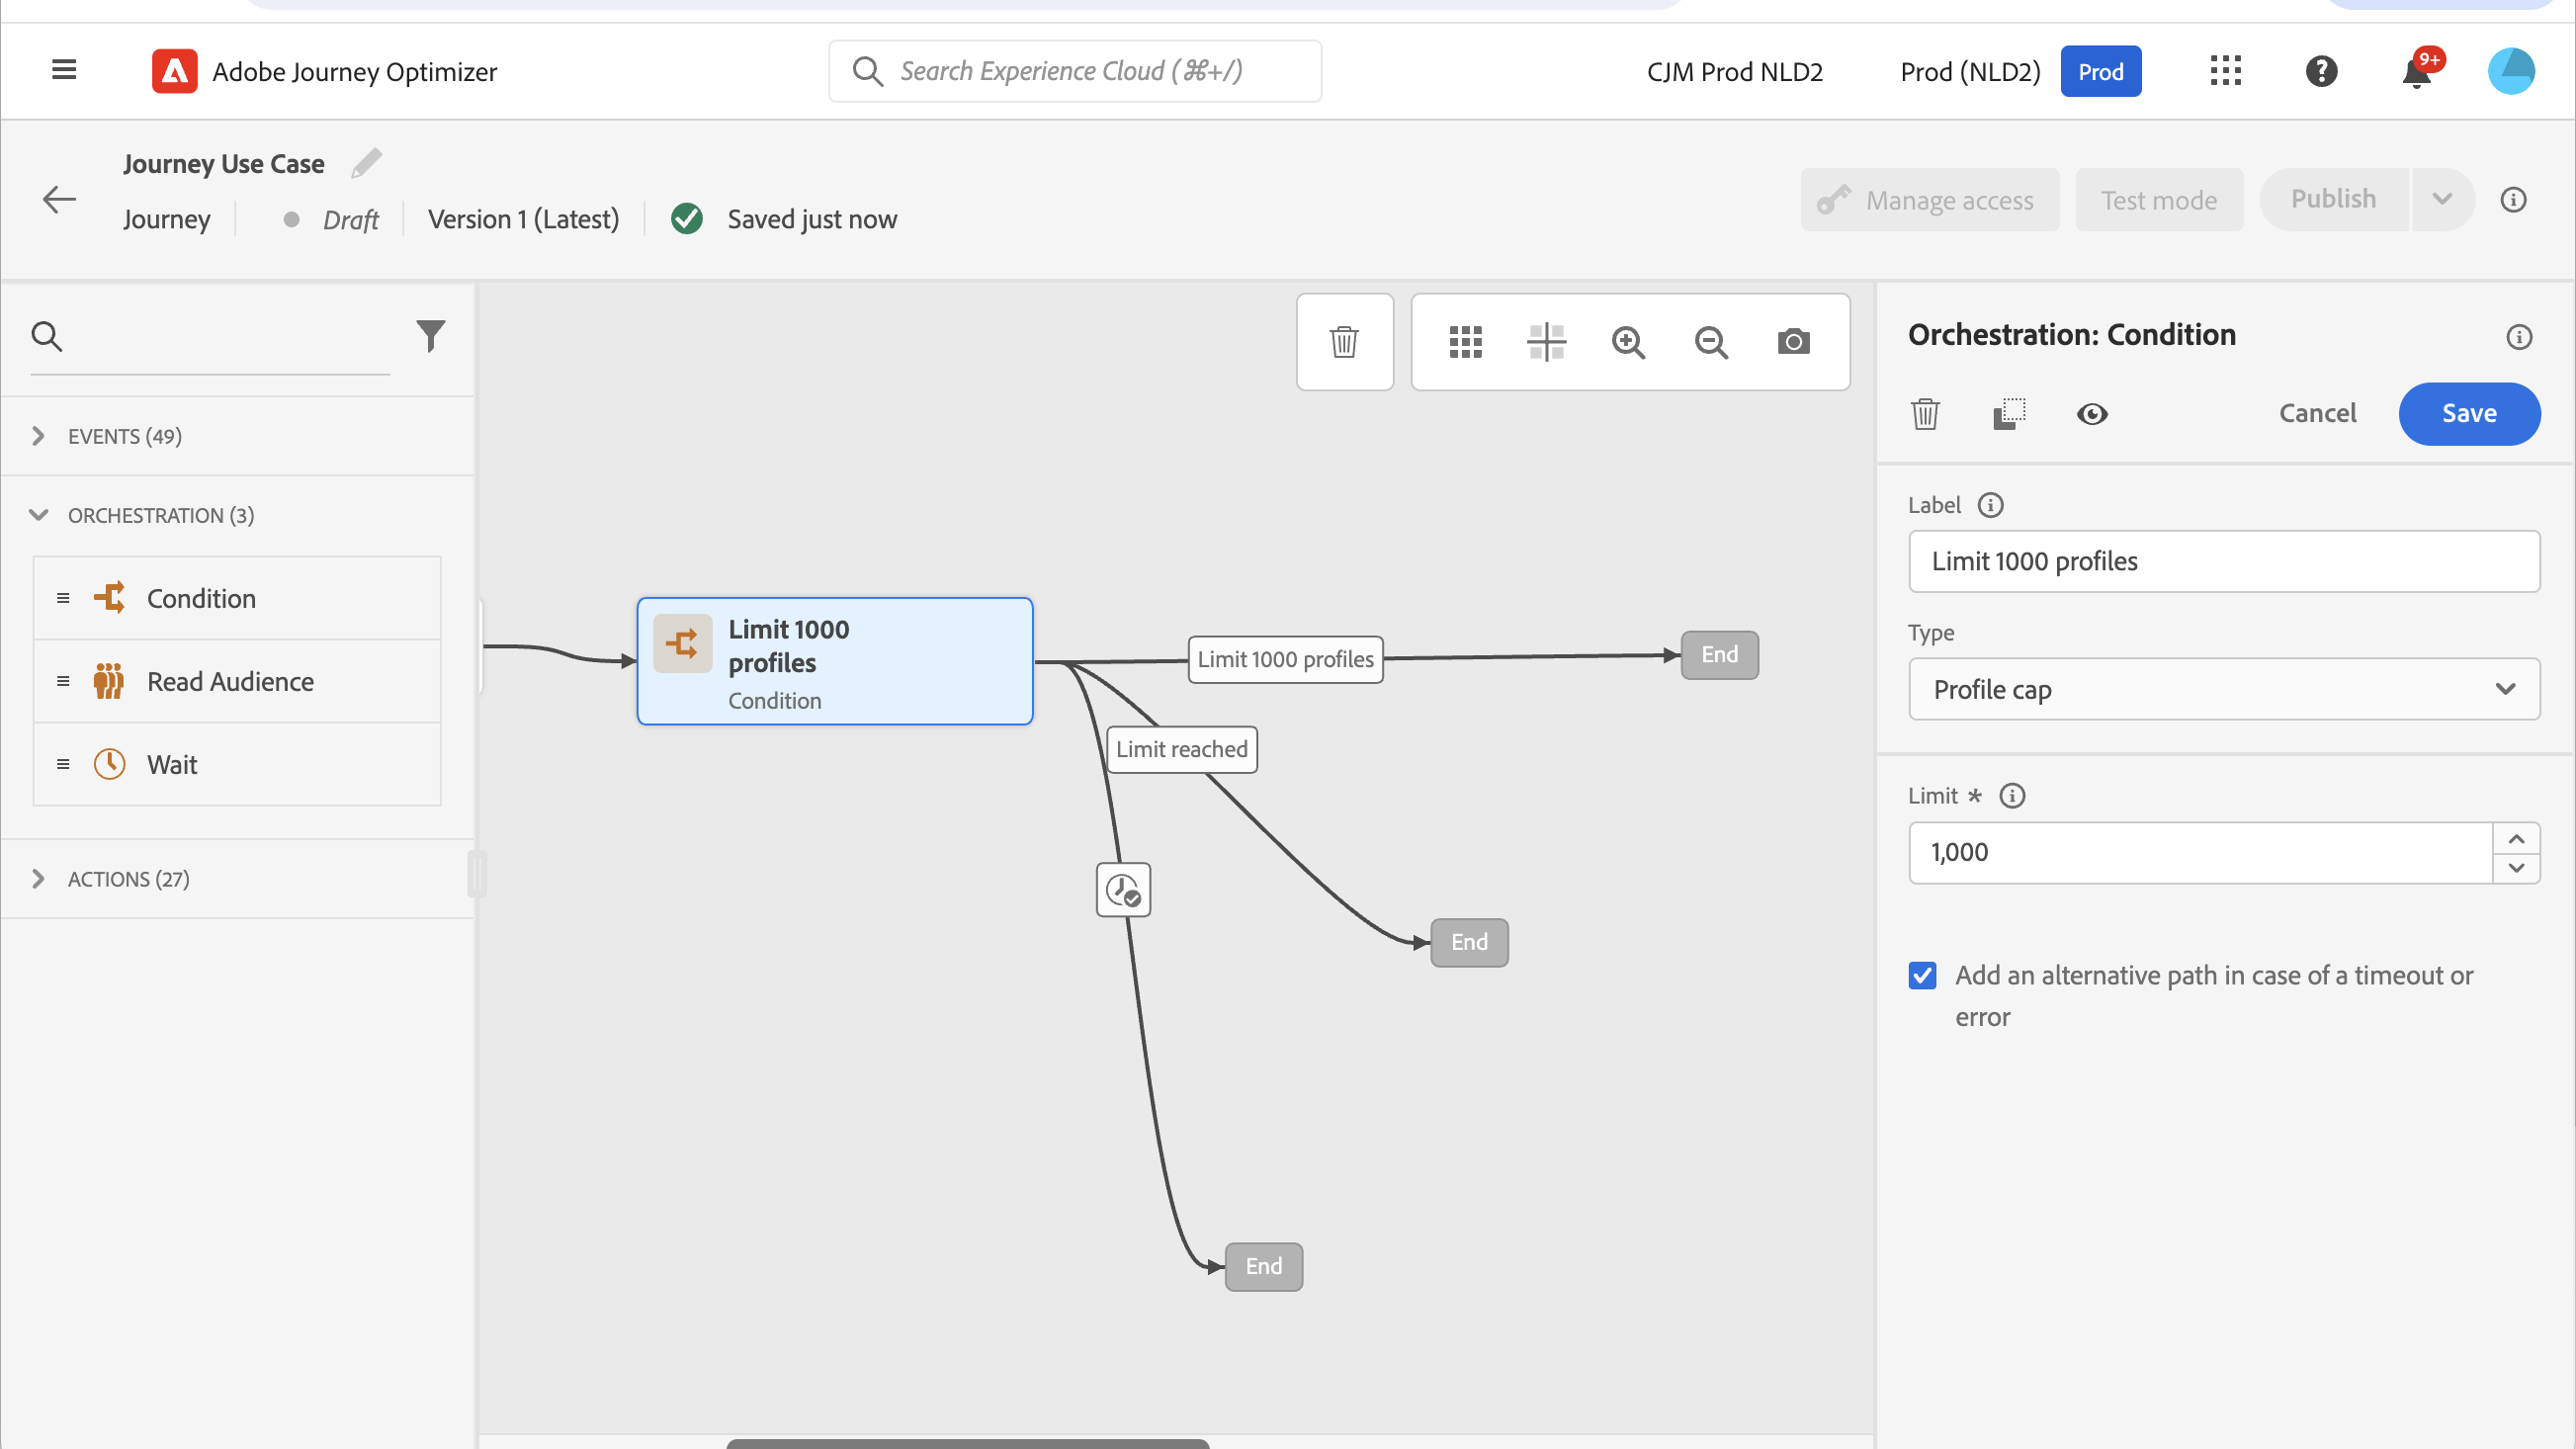 Adobe Journey Optimizer
Search Experience Cloud (⌘+/)
CJM Prod NLD2
Prod (NLD2)
Prod
9+
Journey Use Case
Journey
Draft
Version 1 (Latest)
Saved just now
Manage access
Test mode
Publish
EVENTS (49)
ORCHESTRATION (3)
Condition
Read Audience
Wait
ACTIONS (27)
Limit 1000
profiles
Condition
Limit 1000 profiles
End
Limit reached
End
End
Orchestration: Condition
Cancel
Save
Label
Limit 1000 profiles
Type
Profile cap
Limit *
1,000
Add an alternative path in case of a timeout or
error